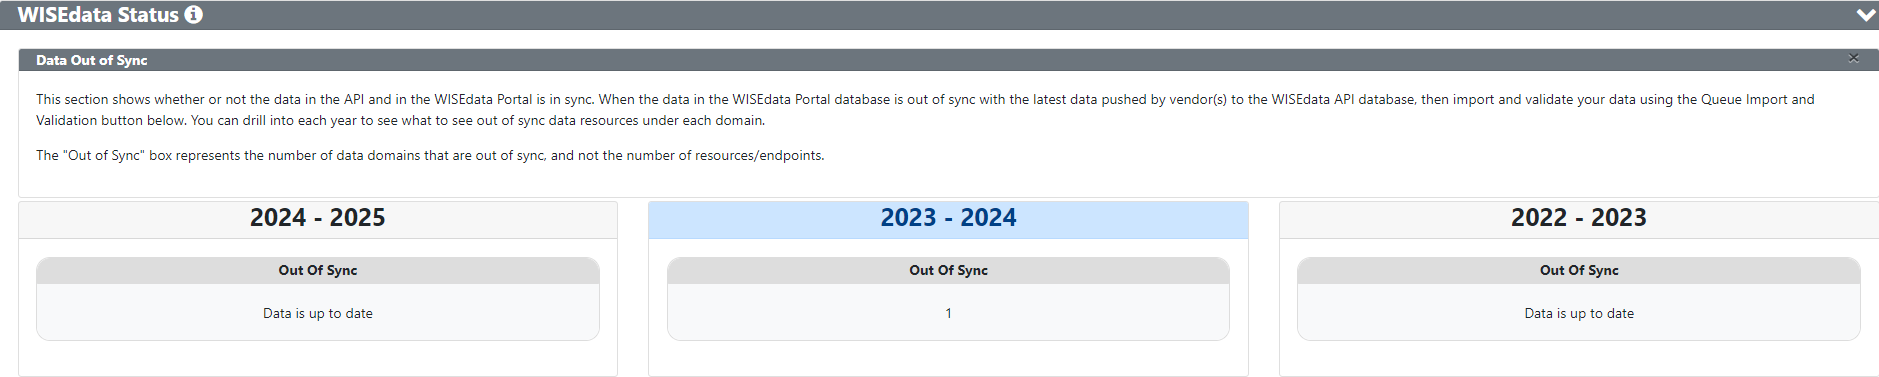 WISEdata Status
Data Out of Sync
This section shows whether or not the data in the API and in the WISEdata Portal is in sync. When the data in the WISEdata Portal database is out of sync with the latest data pushed by vendor(s) to the WISEdata API database, then import and validate your data using the Queue Import and
Validation button below. You can drill into each year to see what to see out of sync data resources under each domain.
The "Out of Sync" box represents the number of data domains that are out of sync, and not the number of resources/endpoints.
2024 - 2025
Out Of Sync
Data is up to date
2023 - 2024
Out Of Sync
1
2022 - 2023
Out Of Sync
Data is up to date